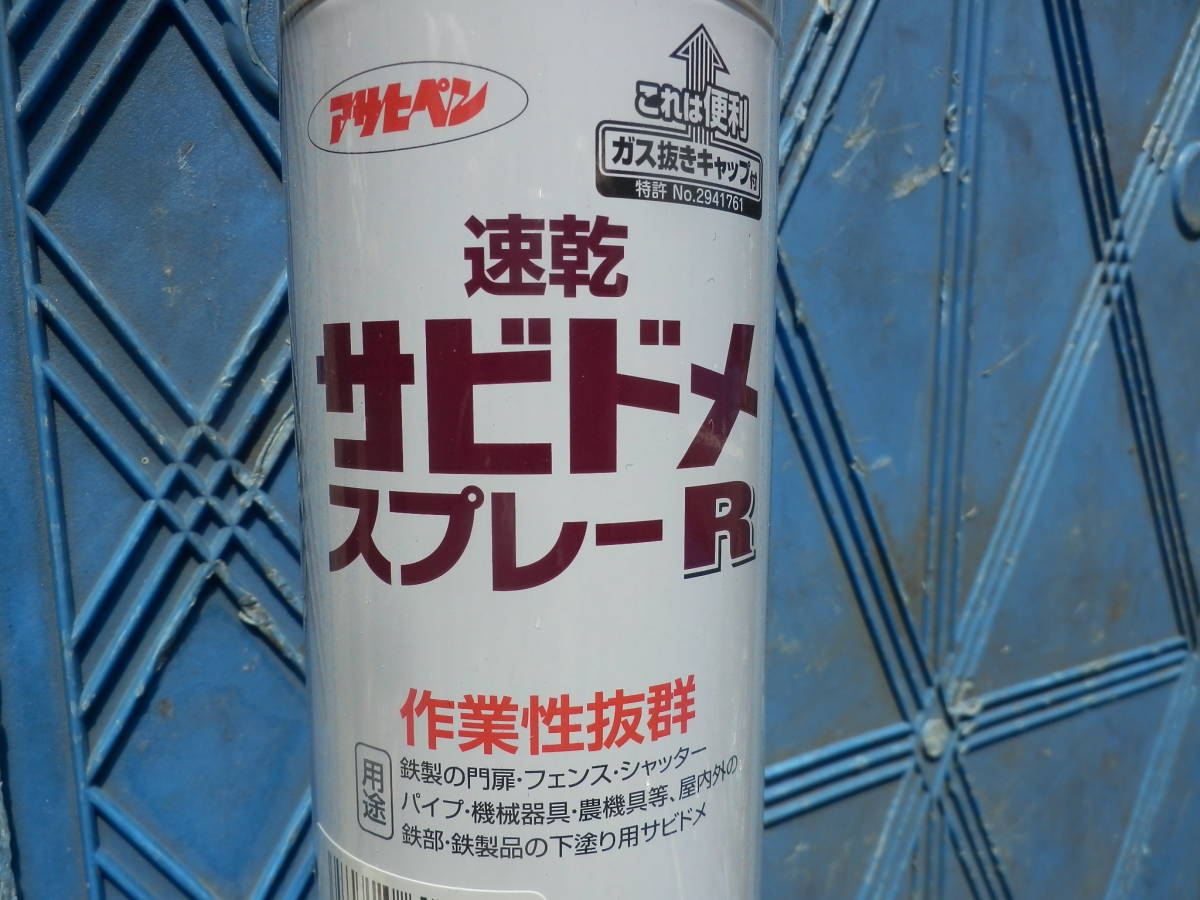 アサヒペン
これは便利
ガス抜きキャップ付
特許 No.2941761
速乾
サビドメ
スプレーR
作業性抜群
用途
鉄製の門扉・フェンス・シャッター
パイプ・機械器具・農機具等、屋内外の
鉄部・鉄製品の下塗り用サビドメ